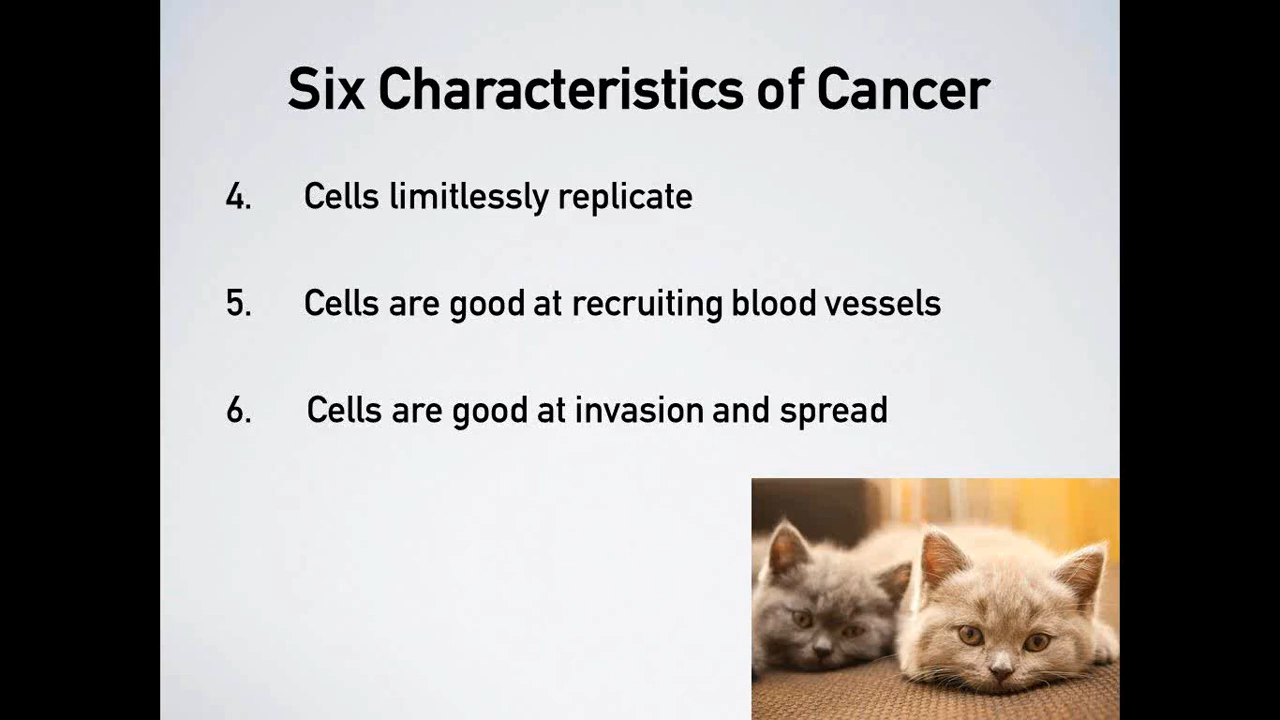 Six Characteristics of Cancer
4. Cells limitlessly replicate
5. Cells are good at recruiting blood vessels
6. Cells are good at invasion and spread